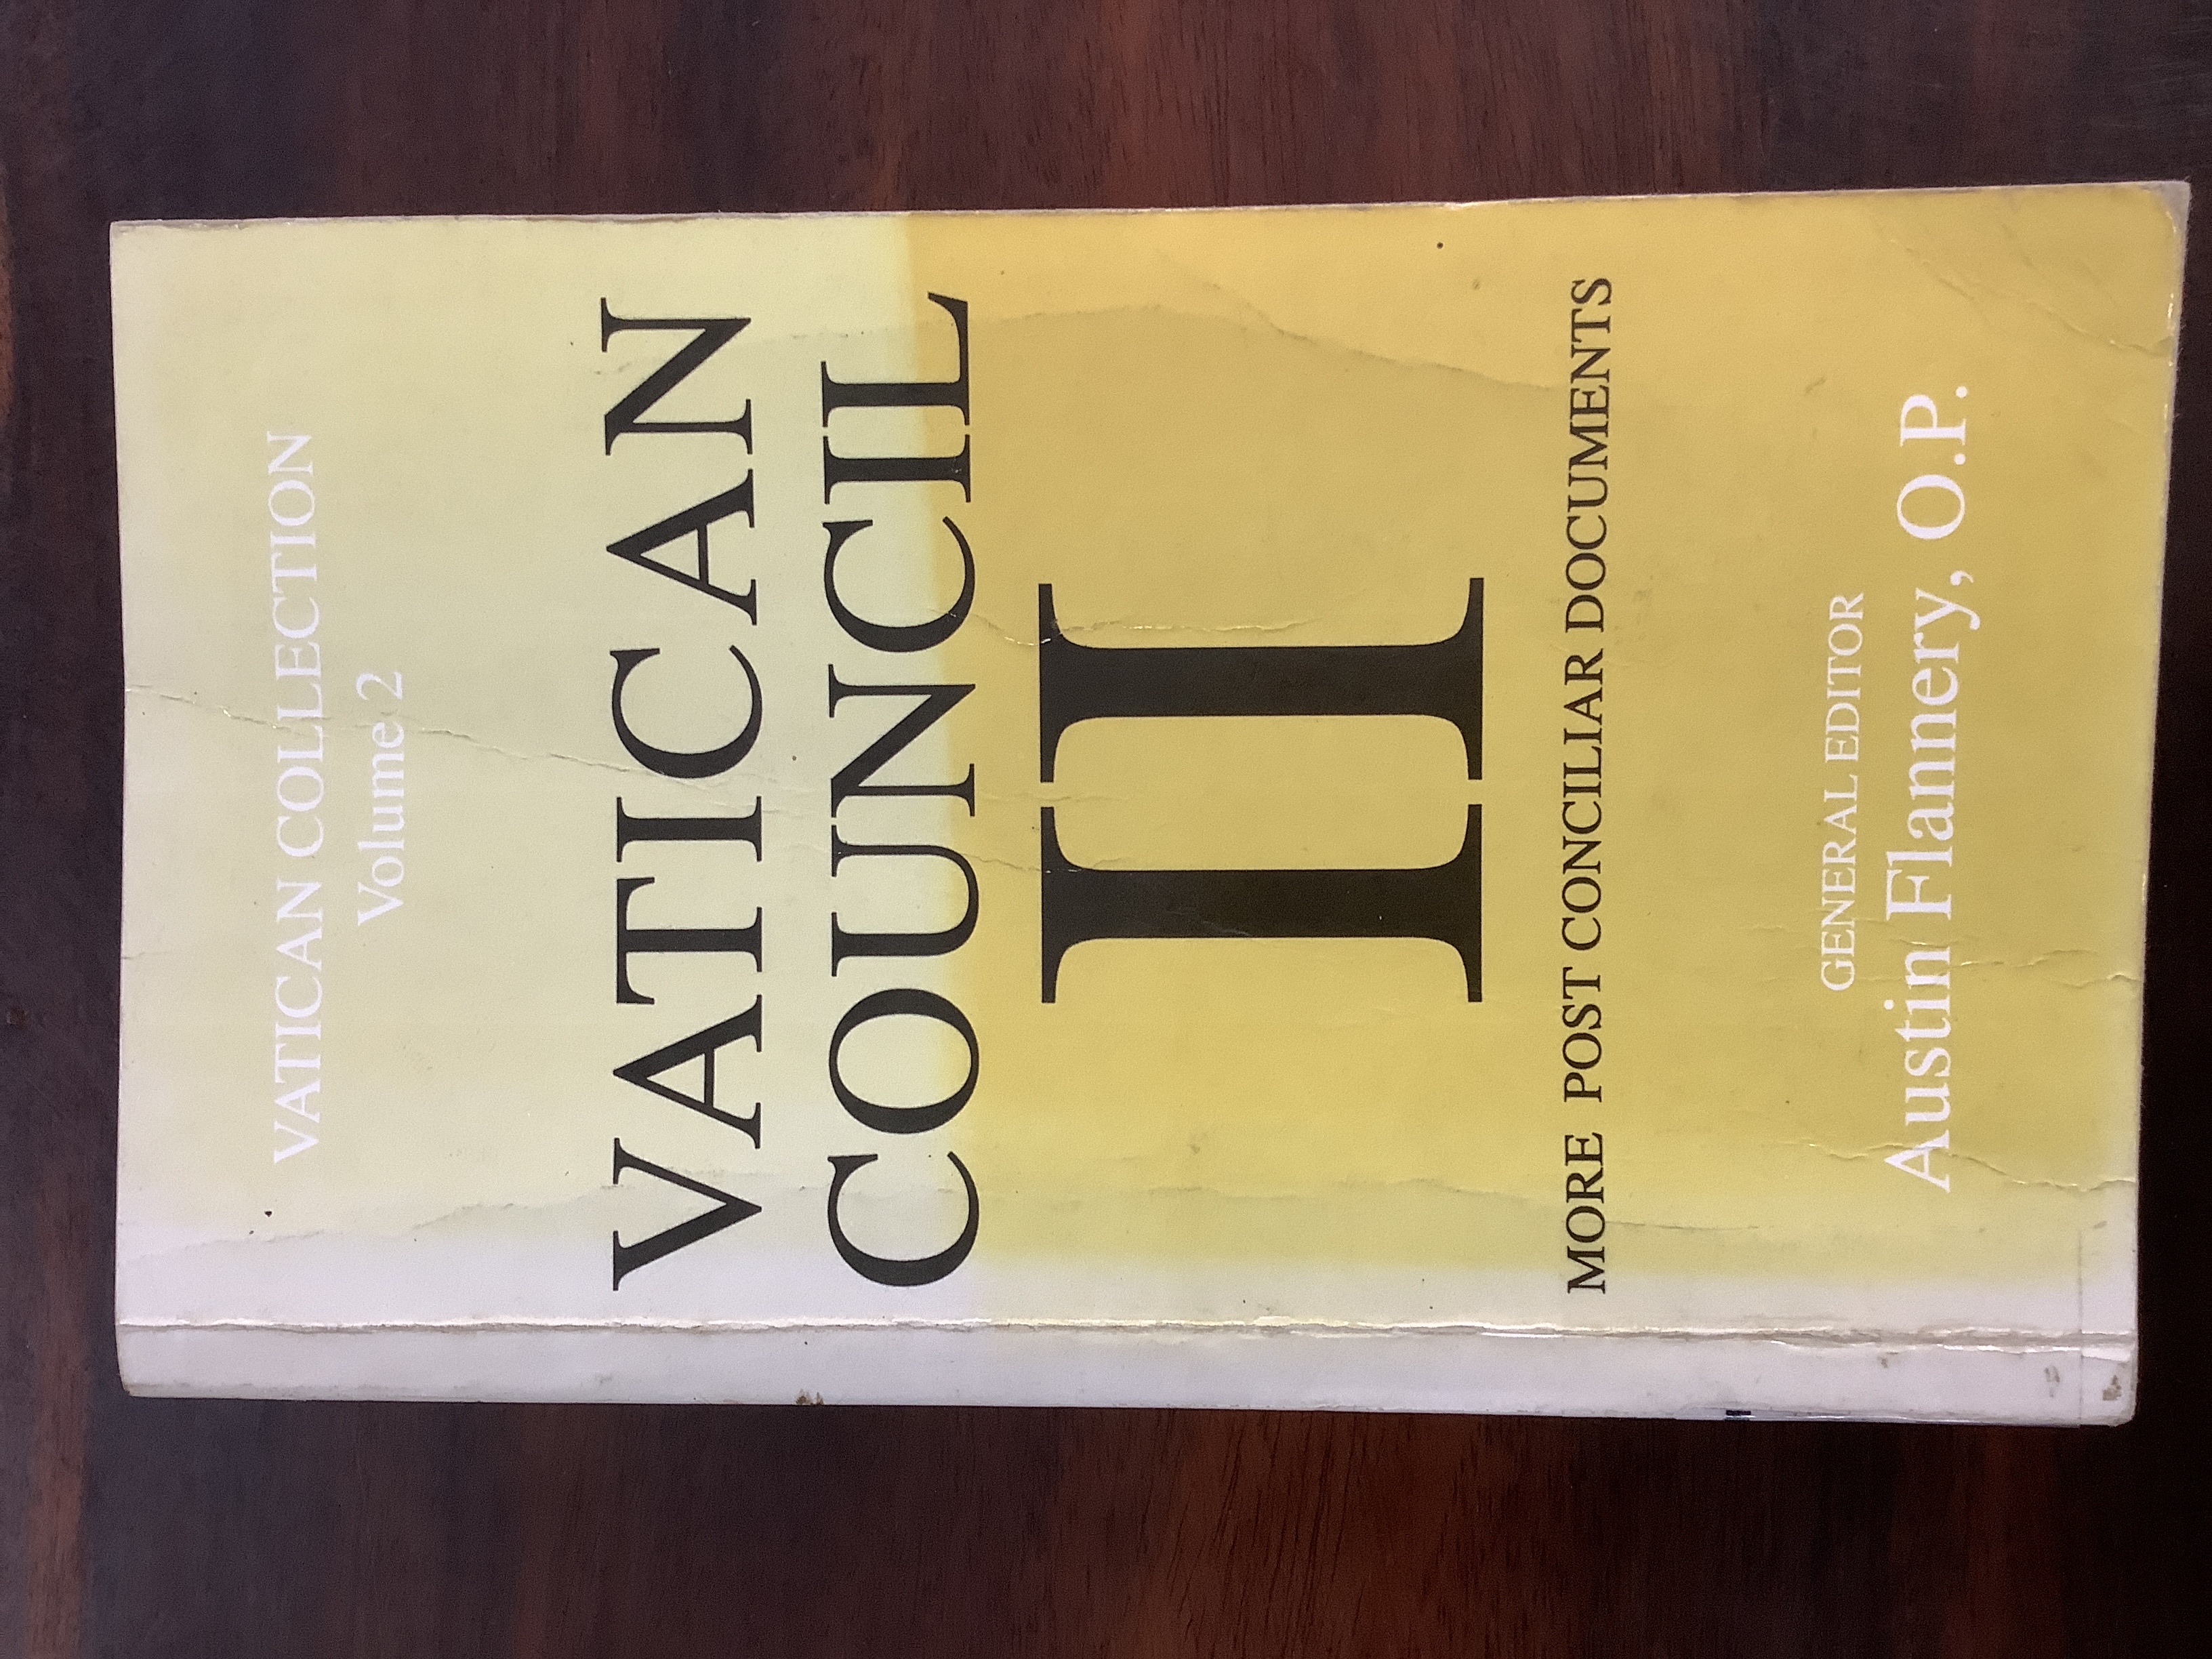 VATICAN COLLECTION
Volume 2
VATICAN
COUNCIL
II
MORE POST CONCILIAR DOCUMENTS
GENERAL EDITOR
Austin Flannery, O.P.